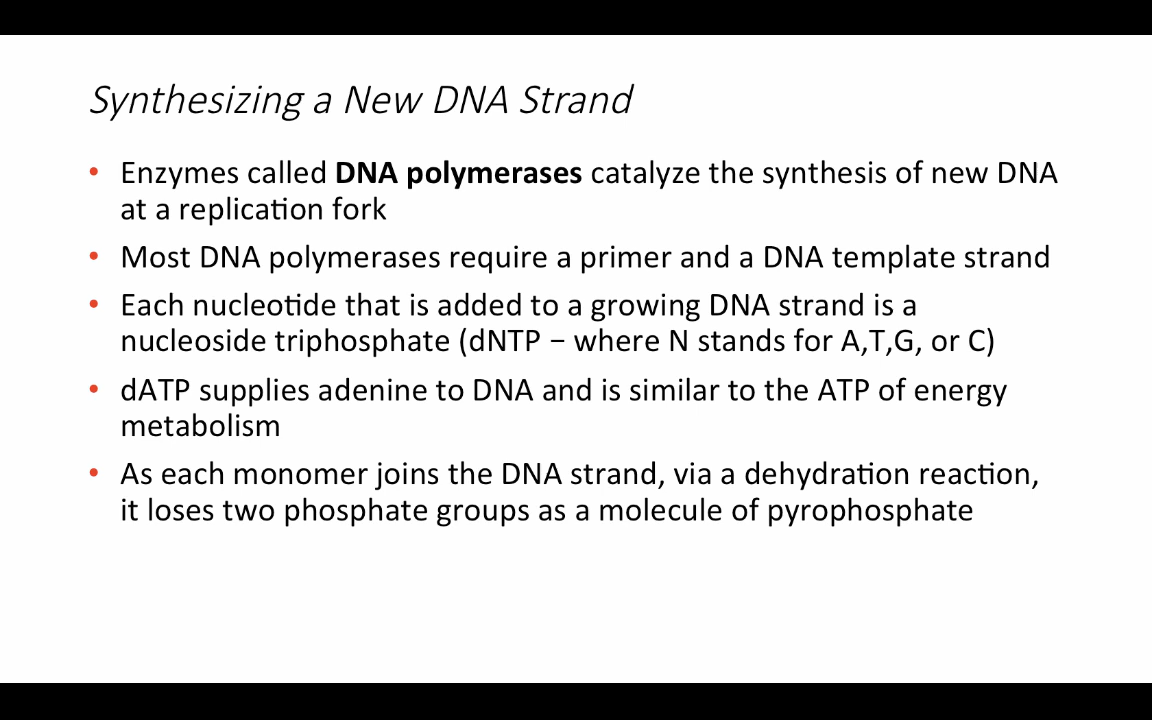 Synthesizing a New DNA Strand
• Enzymes called DNA polymerases catalyze the synthesis of new DNA
at a replication fork
• Most DNA polymerases require a primer and a DNA template strand
• Each nucleotide that is added to a growing DNA strand is a
nucleoside triphosphate (dNTP − where N stands for A,T,G, or C)
• dATP supplies adenine to DNA and is similar to the ATP of energy
metabolism
• As each monomer joins the DNA strand, via a dehydration reaction,
it loses two phosphate groups as a molecule of pyrophosphate